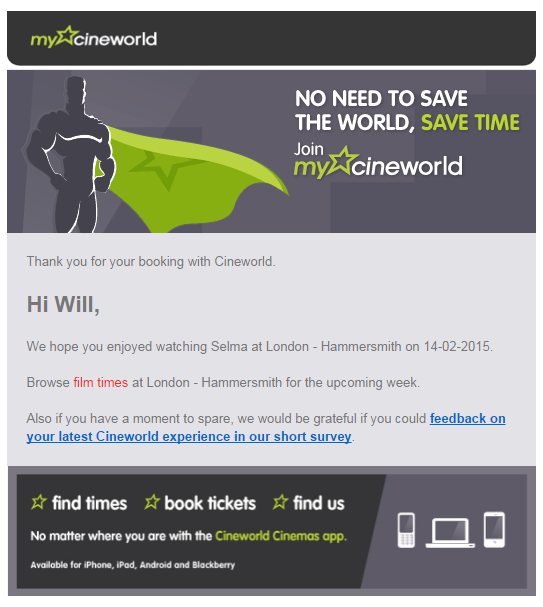 my cineworld
NO NEED TO SAVE
THE WORLD, SAVE TIME
Join
my cineworld
Thank you for your booking with Cineworld.
Hi Will,
We hope you enjoyed watching Selma at London - Hammersmith on 14-02-2015.
Browse film times at London - Hammersmith for the upcoming week.
Also if you have a moment to spare, we would be grateful if you could feedback on
your latest Cineworld experience in our short survey.
find times book tickets find us
No matter where you are with the Cineworld Cinemas app.
Available for iPhone, iPad, Android and Blackberry